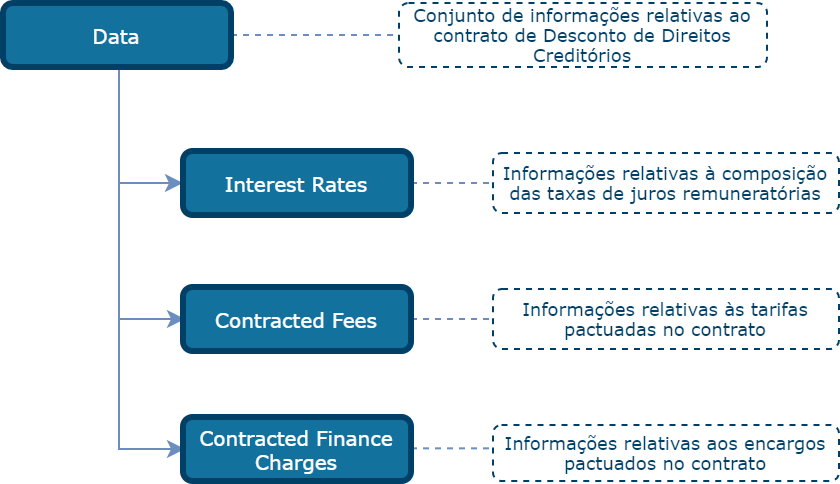 Data
Conjunto de informações relativas ao
contrato de Desconto de Direitos
Creditórios
Interest Rates
Informações relativas à composição
das taxas de juros remuneratórias
Contracted Fees
Informações relativas às tarifas
pactuadas no contrato
Contracted Finance
Charges
Informações relativas aos encargos
pactuados no contrato